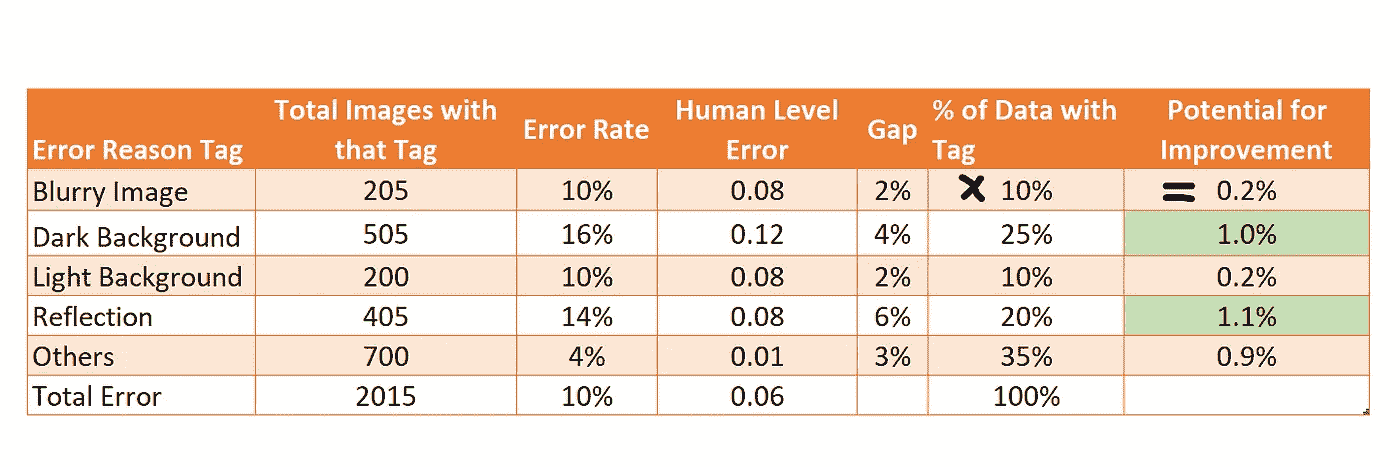 Error Reason Tag Total Images with that Tag Error Rate Human Level Error Gap % of Data with Tag Potential for Improvement
Blurry Image 205 10% 0.08 2% × 10% = 0.2%
Dark Background 505 16% 0.12 4% 25% 1.0%
Light Background 200 10% 0.08 2% 10% 0.2%
Reflection 405 14% 0.08 6% 20% 1.1%
Others 700 4% 0.01 3% 35% 0.9%
Total Error 2015 10% 0.06 100%